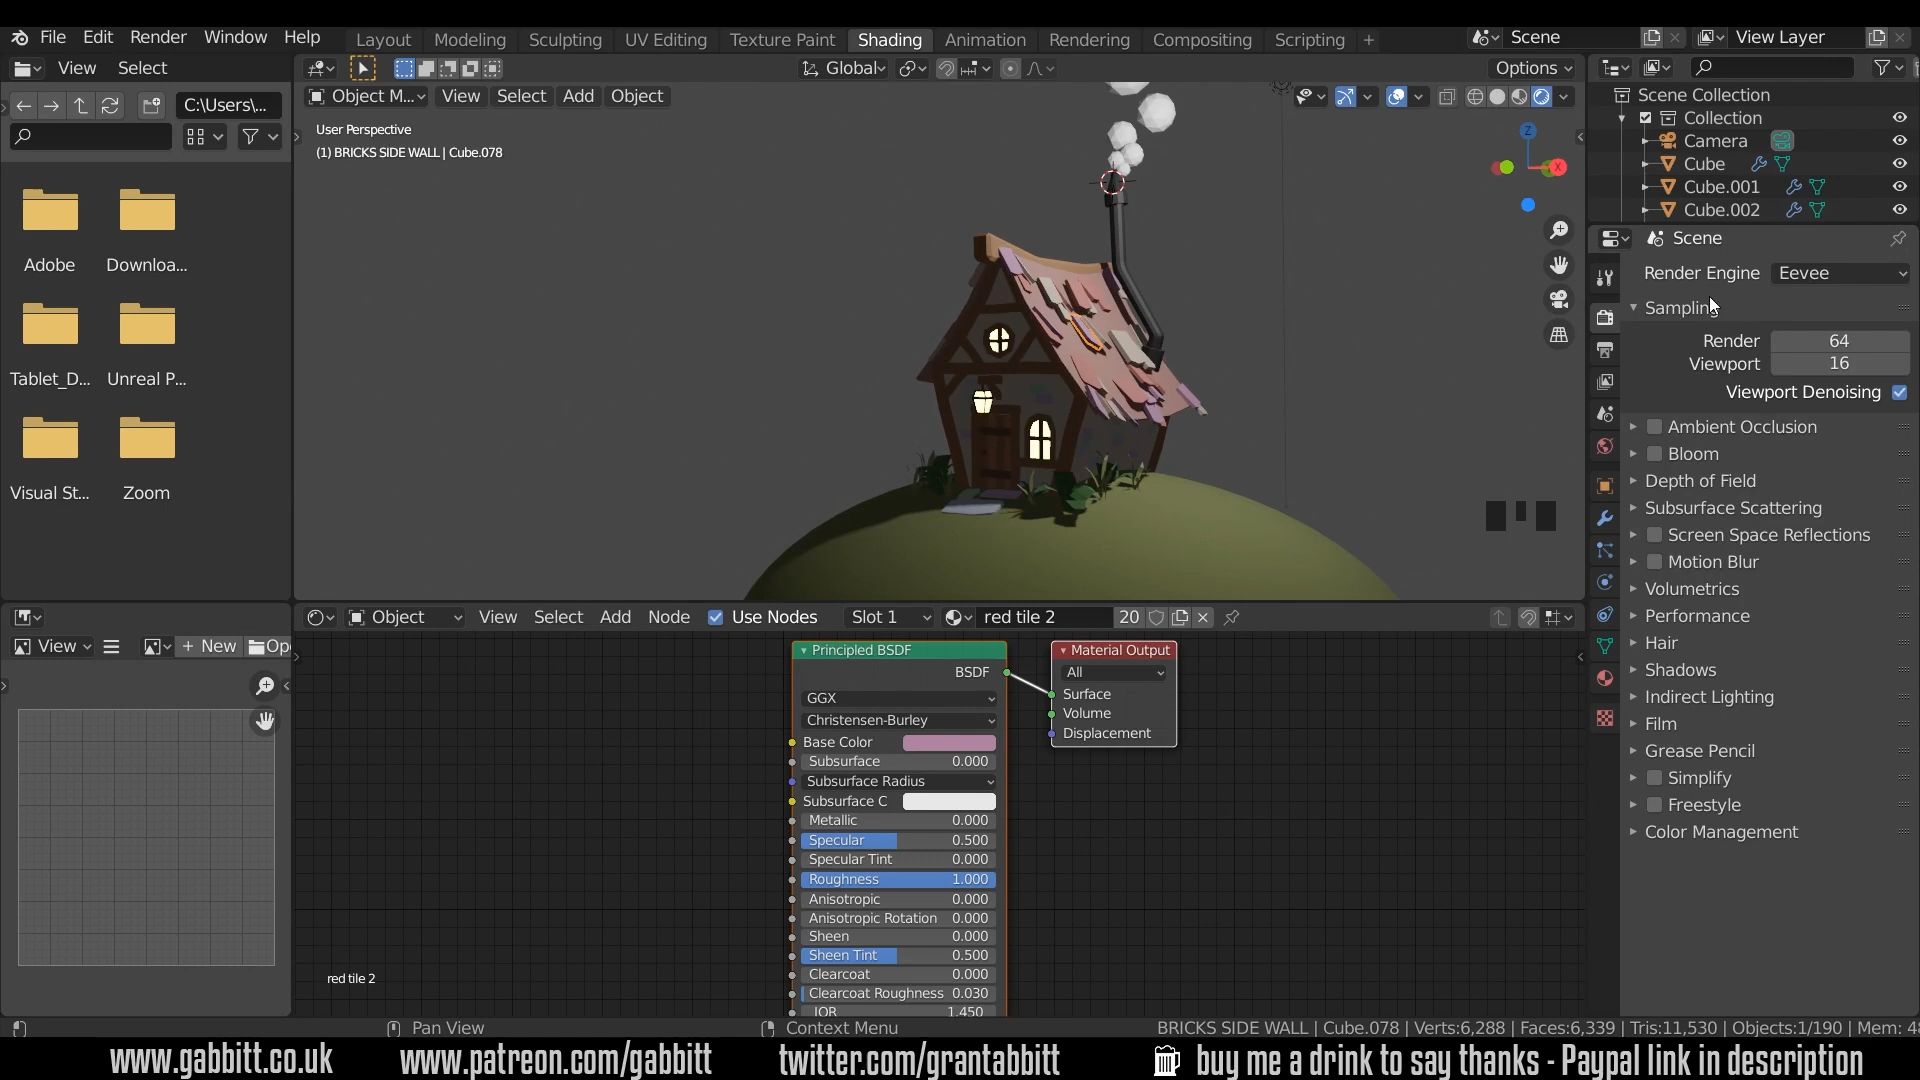 File Edit Render Window Help Layout Modeling Sculpting UV Editing Texture Paint Shading Animation Rendering Compositing Scripting + Scene View Layer
View Select
Global Options
C:\Users\...
Object M... View Select Add Object
User Perspective
(1) BRICKS SIDE WALL | Cube.078
Adobe Downloa...
Tablet_D... Unreal P...
Visual St... Zoom
Z
X
Scene Collection
Collection
Camera
Cube
Cube.001
Cube.002
Scene
Render Engine Eevee
Sampling
Render 64
Viewport 16
Viewport Denoising
Ambient Occlusion
Bloom
Depth of Field
Subsurface Scattering
Screen Space Reflections
Motion Blur
Volumetrics
Performance
Hair
Shadows
Indirect Lighting
Film
Grease Pencil
Simplify
Freestyle
Color Management
Object View Select Add Node Use Nodes Slot 1 red tile 2 20
View + New
Principled BSDF
BSDF
GGX
Christensen-Burley
Base Color
Subsurface 0.000
Subsurface Radius
Subsurface C
Metallic 0.000
Specular 0.500
Specular Tint 0.000
Roughness 1.000
Anisotropic 0.000
Anisotropic Rotation 0.000
Sheen 0.000
Sheen Tint 0.500
Clearcoat 0.000
Clearcoat Roughness 0.030
IOR 1.450
Material Output
All
Surface
Volume
Displacement
red tile 2
Pan View Context Menu BRICKS SIDE WALL | Cube.078 | Verts:6,288 | Faces:6,339 | Tris:11,530 | Objects:1/190 | Mem: 48
www.gabbitt.co.uk www.patreon.com/gabbitt twitter.com/grantabbitt buy me a drink to say thanks - Paypal link in description